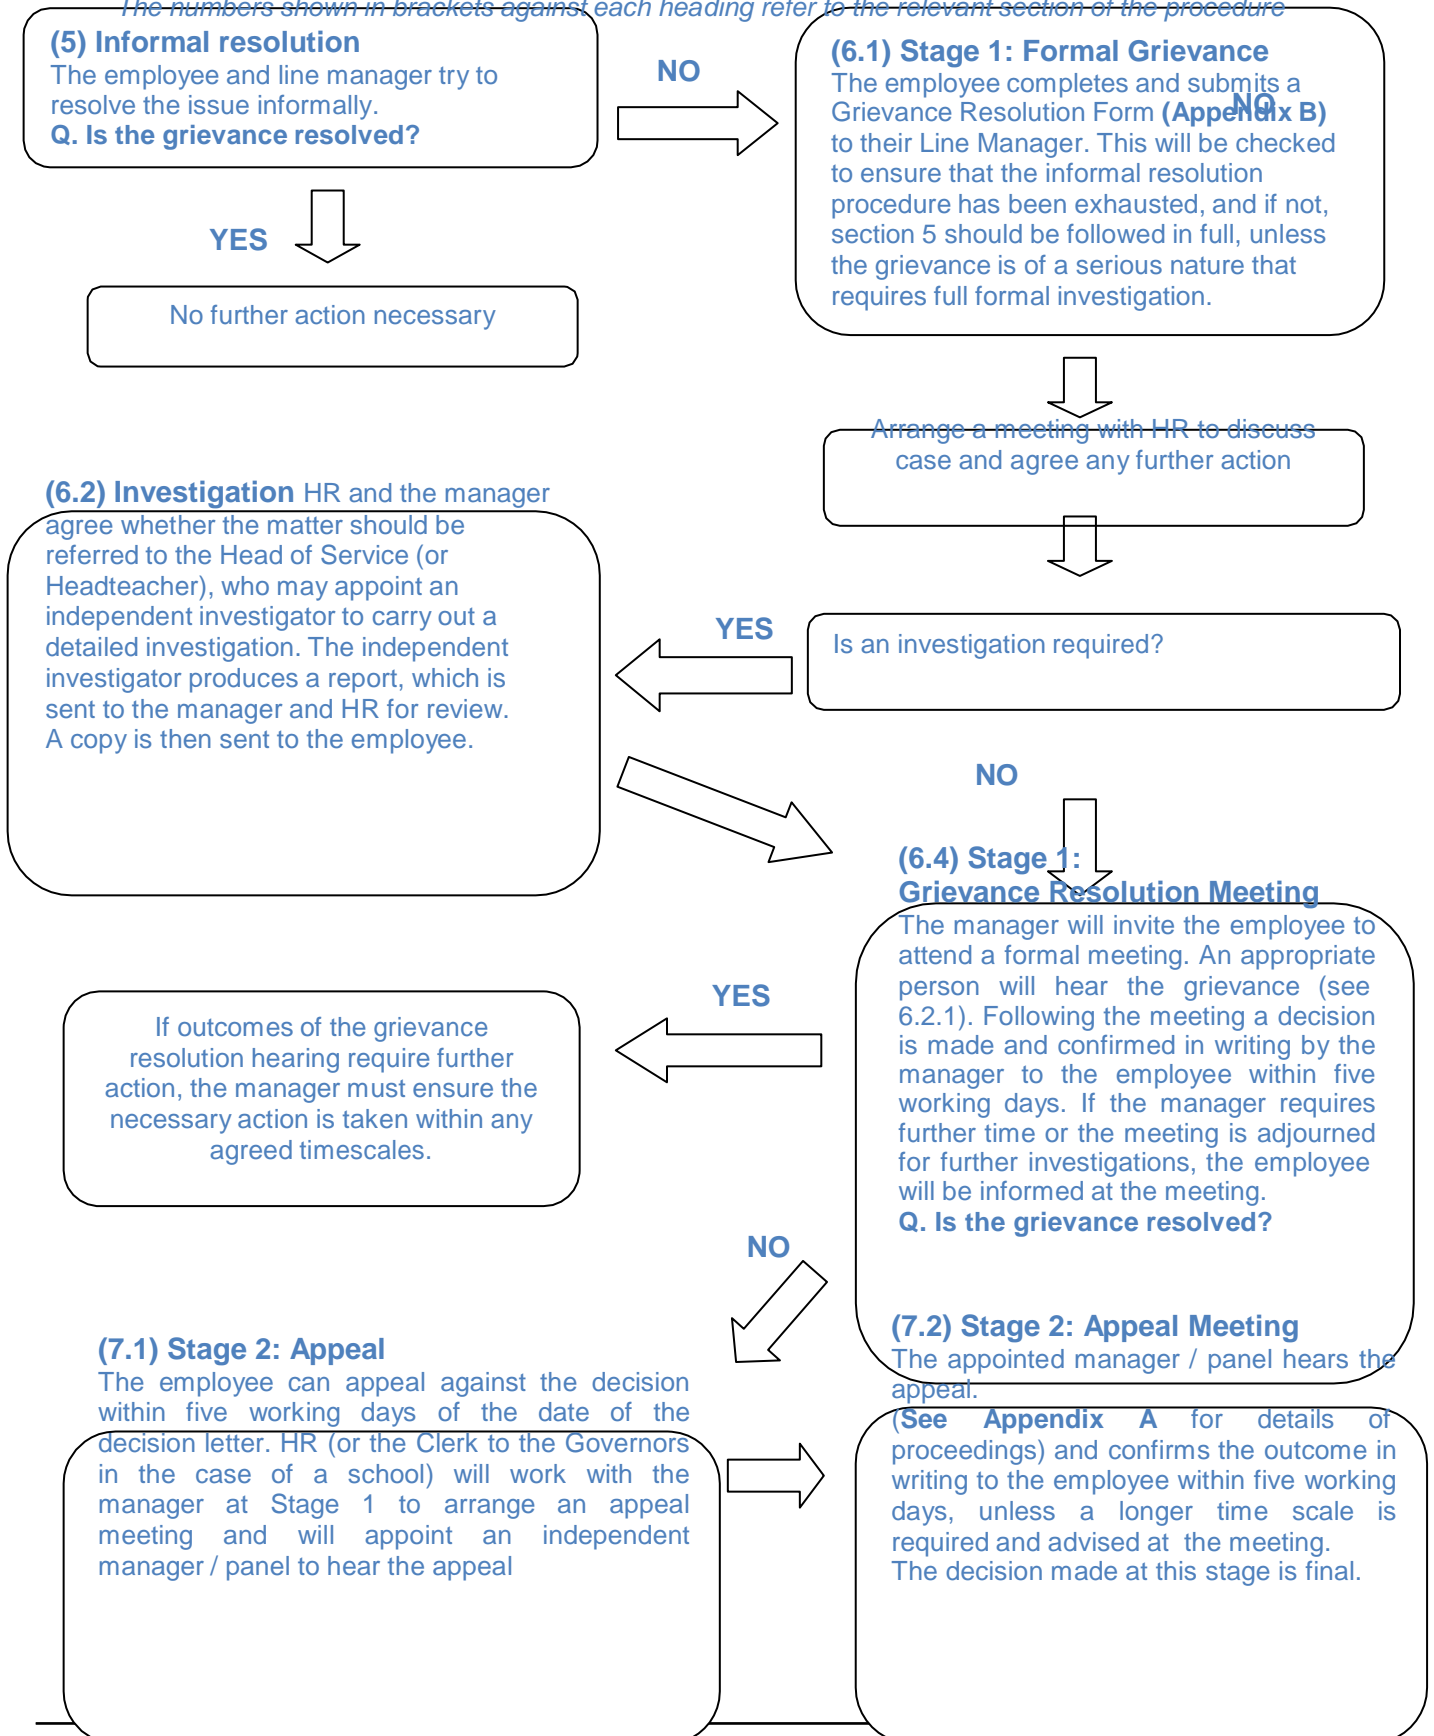 The numbers shown in brackets against each heading refer to the relevant section of the procedure
(5) Informal resolution
The employee and line manager try to
resolve the issue informally.
Q. Is the grievance resolved?
NO
(6.1) Stage 1: Formal Grievance
The employee completes and submits a
NO
Grievance Resolution Form (Appendix B)
to their Line Manager. This will be checked
to ensure that the informal resolution
procedure has been exhausted, and if not,
section 5 should be followed in full, unless
the grievance is of a serious nature that
requires full formal investigation.
YES
No further action necessary
Arrange a meeting with HR to discuss
case and agree any further action
(6.2) Investigation HR and the manager
agree whether the matter should be
referred to the Head of Service (or
Headteacher), who may appoint an
independent investigator to carry out a
detailed investigation. The independent
investigator produces a report, which is
sent to the manager and HR for review.
A copy is then sent to the employee.
YES
Is an investigation required?
NO
(6.4) Stage 1:
Grievance Resolution Meeting
The manager will invite the employee to
attend a formal meeting. An appropriate
person will hear the grievance (see
6.2.1). Following the meeting a decision
is made and confirmed in writing by the
manager to the employee within five
working days. If the manager requires
further time or the meeting is adjourned
for further investigations, the employee
will be informed at the meeting.
Q. Is the grievance resolved?
YES
If outcomes of the grievance
resolution hearing require further
action, the manager must ensure the
necessary action is taken within any
agreed timescales.
NO
(7.1) Stage 2: Appeal
The employee can appeal against the decision
within five working days of the date of the
decision letter. HR (or the Clerk to the Governors
in the case of a school) will work with the
manager at Stage 1 to arrange an appeal
meeting and will appoint an independent
manager / panel to hear the appeal
(7.2) Stage 2: Appeal Meeting
The appointed manager / panel hears the
appeal.
(See Appendix A for details of
proceedings) and confirms the outcome in
writing to the employee within five working
days, unless a longer time scale is
required and advised at the meeting.
The decision made at this stage is final.